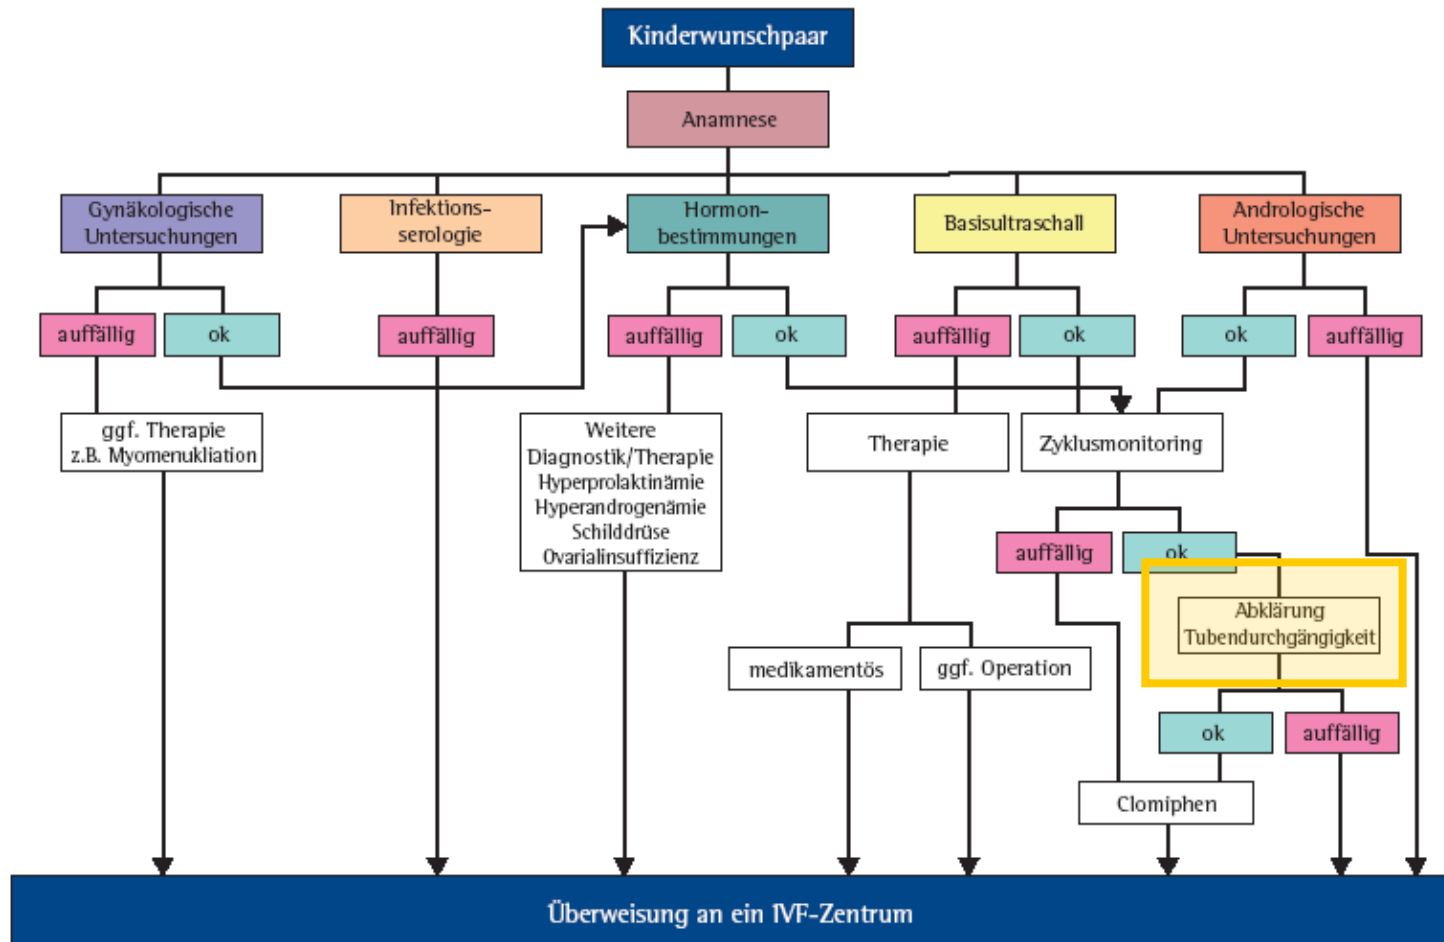 Kinderwunschpaar
Anamnese
Gynäkologische
Untersuchungen
Infektions-
serologie
Hormon-
bestimmungen
Basisultraschall
Andrologische
Untersuchungen
auffällig
ok
auffällig
auffällig
ok
auffällig
ok
ok
auffällig
ggf. Therapie
z.B. Myomenukliation
Weitere
Diagnostik/Therapie
Hyperprolaktinämie
Hyperandrogenämie
Schilddrüse
Ovarialinsuffizienz
Therapie
Zyklusmonitoring
auffällig
ok
Abklärung
Tubendurchgängigkeit
medikamentös
ggf. Operation
ok
auffällig
Clomiphen
Überweisung an ein IVF-Zentrum